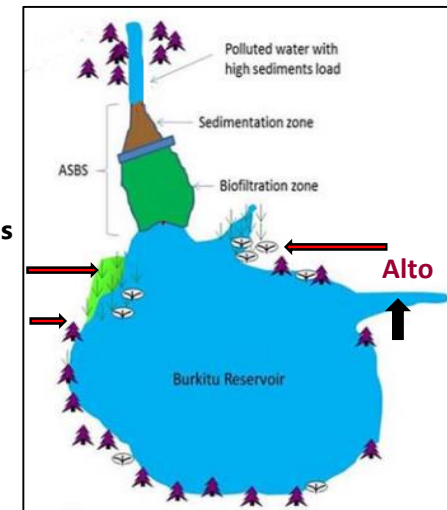 Polluted water with
high sediments load
Sedimentation zone
ASBS
Biofiltration zone
s
Alto
Burkitu Reservoir